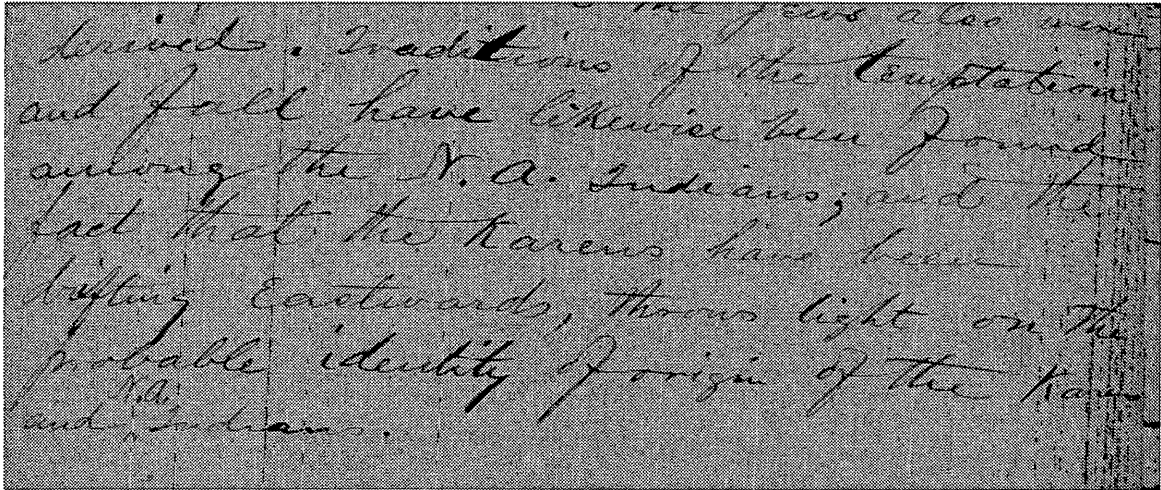 the Jews also were
derived. Traditions of the temptation
and fall have likewise been found
among the N. A. Indians; and the
fact that the Karens have been
drifting Eastwards, throws light on the
probable identity of origin of the Karens
N.A.
and Indians.